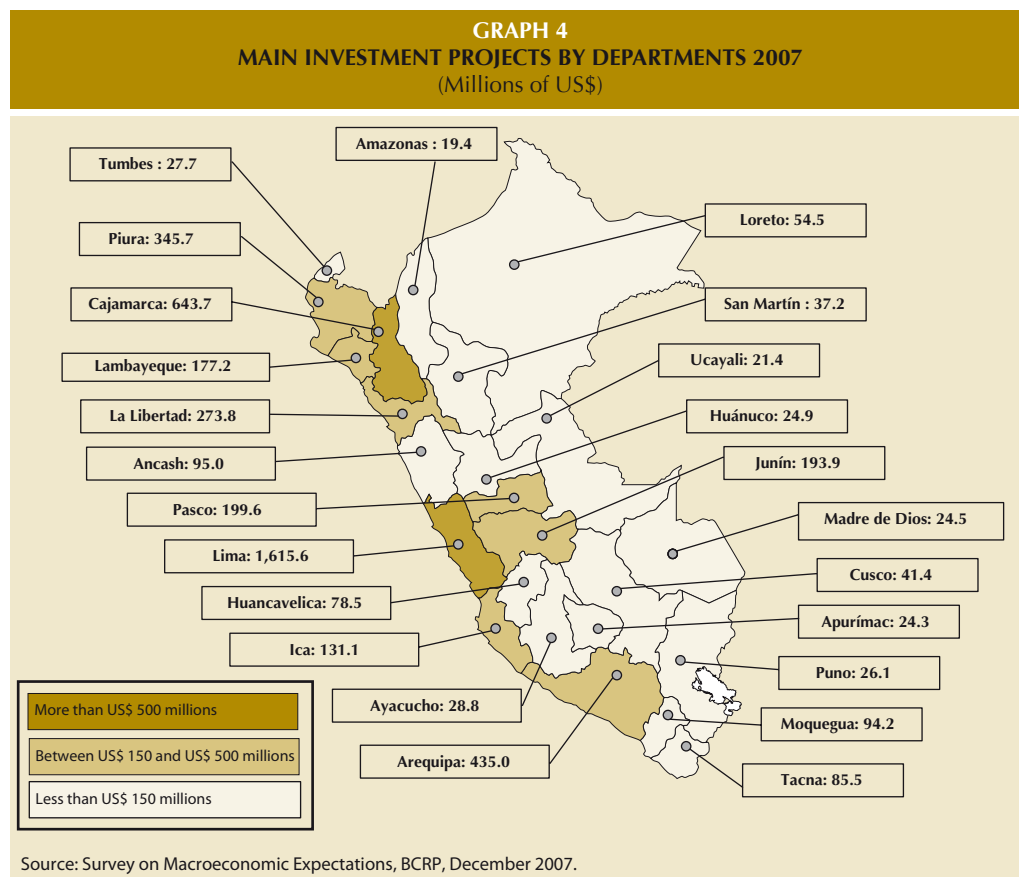 GRAPH 4
MAIN INVESTMENT PROJECTS BY DEPARTMENTS 2007
(Millions of US$)
Amazonas : 19.4
Tumbes : 27.7
Loreto: 54.5
Piura: 345.7
Cajamarca: 643.7
San Martín : 37.2
Lambayeque: 177.2
Ucayali: 21.4
La Libertad: 273.8
Huánuco: 24.9
Ancash: 95.0
Junín: 193.9
Pasco: 199.6
Madre de Dios: 24.5
Lima: 1,615.6
Cusco: 41.4
Huancavelica: 78.5
Apurímac: 24.3
Ica: 131.1
Puno: 26.1
Ayacucho: 28.8
Moquegua: 94.2
Arequipa: 435.0
Tacna: 85.5
More than US$ 500 millions
Between US$ 150 and US$ 500 millions
Less than US$ 150 millions
Source: Survey on Macroeconomic Expectations, BCRP, December 2007.